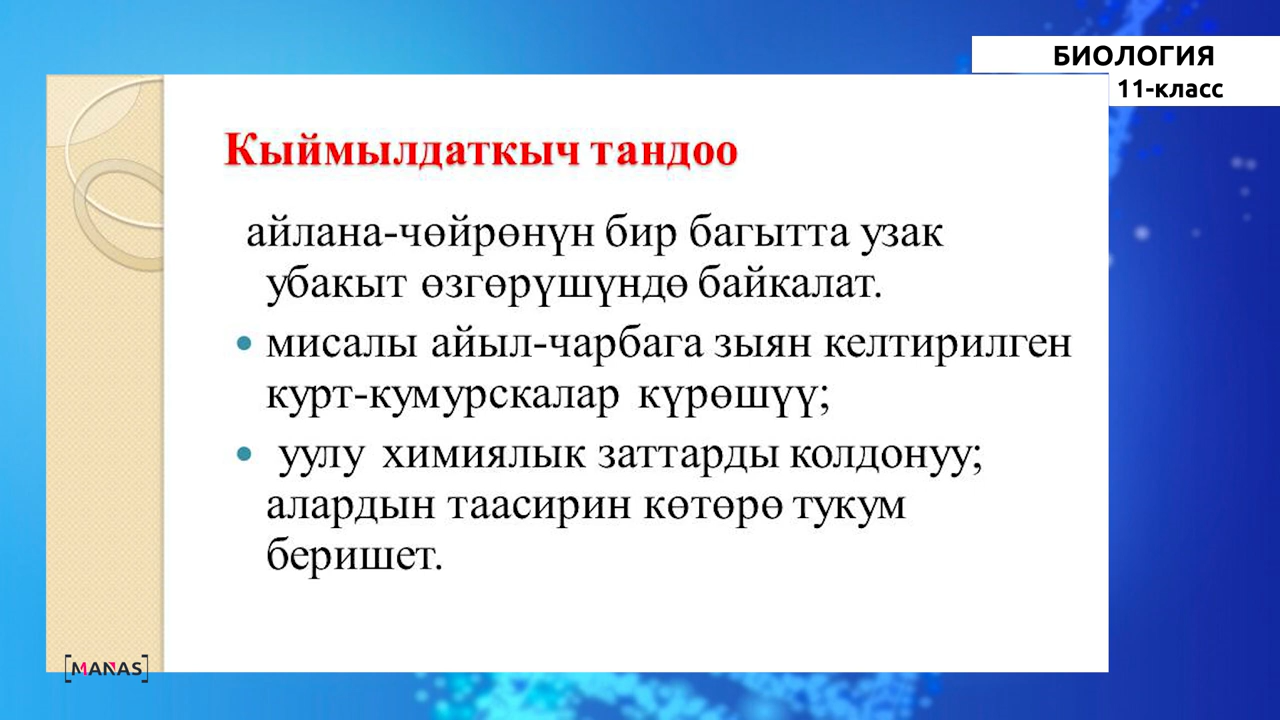 БИОЛОГИЯ
11-класс
Кыймылдаткыч тандоо
айлана-чөйрөнүн бир багытта узак
убакыт өзгөрүшүндө байкалат.
• мисалы айыл-чарбага зыян келтирилген
курт-кумурскалар күрөшүү;
• уулу химиялык заттарды колдонуу;
алардын таасирин көтөрө тукум
беришет.
[MANAS]